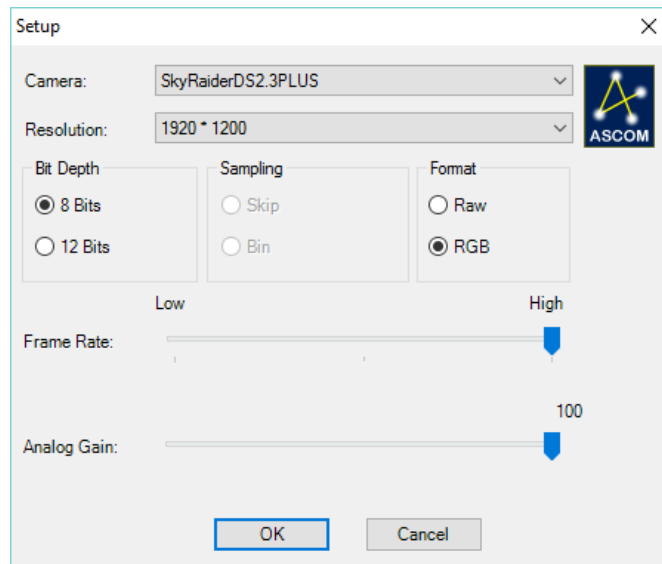 Setup
Camera:
SkyRaiderDS2.3PLUS
Resolution:
1920 * 1200
ASCOM
Bit Depth
8 Bits
12 Bits
Sampling
Skip
Bin
Format
Raw
RGB
Low
High
Frame Rate:
100
Analog Gain:
OK
Cancel